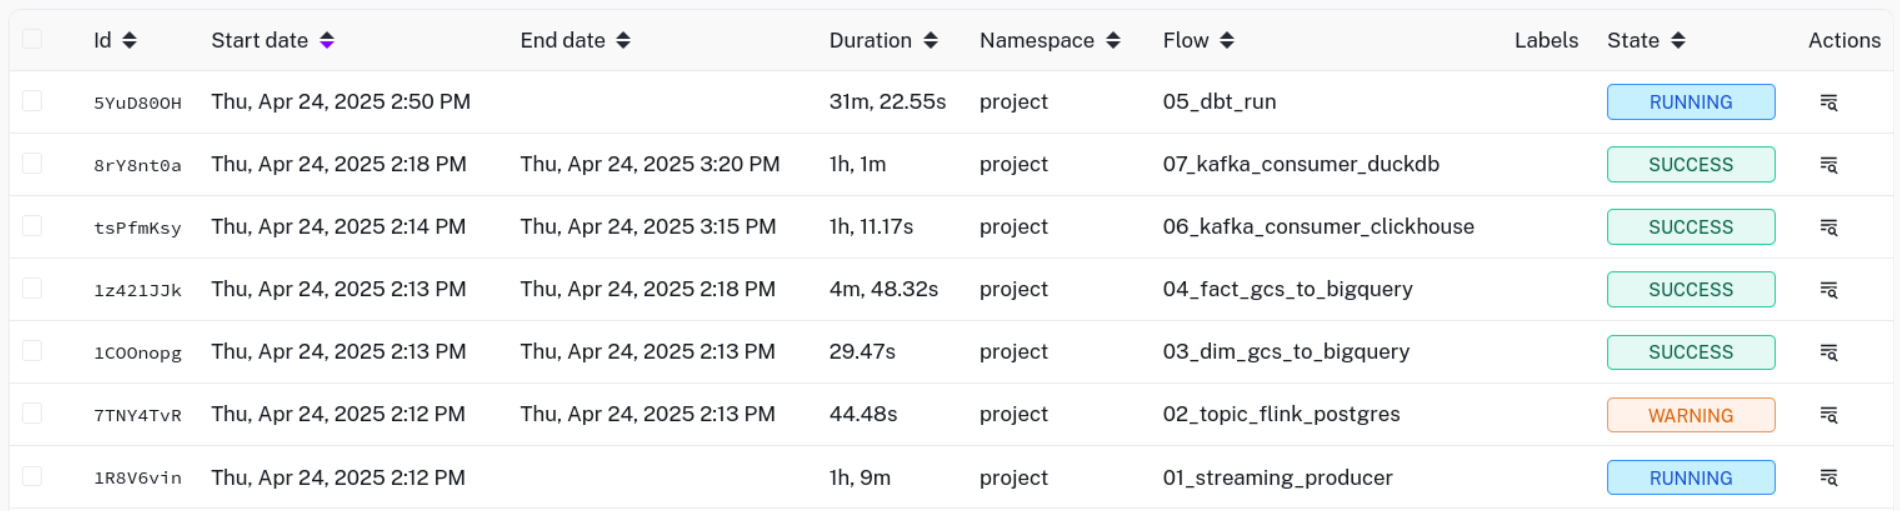 Id Start date End date Duration Namespace Flow Labels State Actions
5YuD80OH Thu, Apr 24, 2025 2:50 PM 31m, 22.55s project 05_dbt_run RUNNING
8rY8nt0a Thu, Apr 24, 2025 2:18 PM Thu, Apr 24, 2025 3:20 PM 1h, 1m project 07_kafka_consumer_duckdb SUCCESS
tsPfmKsy Thu, Apr 24, 2025 2:14 PM Thu, Apr 24, 2025 3:15 PM 1h, 11.17s project 06_kafka_consumer_clickhouse SUCCESS
1z421JJk Thu, Apr 24, 2025 2:13 PM Thu, Apr 24, 2025 2:18 PM 4m, 48.32s project 04_fact_gcs_to_bigquery SUCCESS
1COOnopg Thu, Apr 24, 2025 2:13 PM Thu, Apr 24, 2025 2:13 PM 29.47s project 03_dim_gcs_to_bigquery SUCCESS
7TNY4TvR Thu, Apr 24, 2025 2:12 PM Thu, Apr 24, 2025 2:13 PM 44.48s project 02_topic_flink_postgres WARNING
1R8V6vin Thu, Apr 24, 2025 2:12 PM 1h, 9m project 01_streaming_producer RUNNING